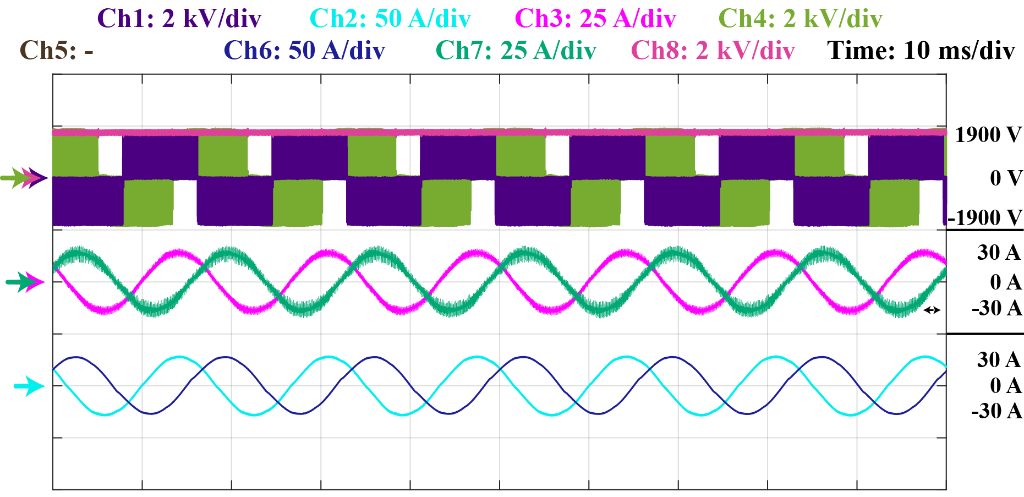 Ch1: 2 kV/div Ch2: 50 A/div Ch3: 25 A/div Ch4: 2 kV/div
Ch5: - Ch6: 50 A/div Ch7: 25 A/div Ch8: 2 kV/div Time: 10 ms/div
1900 V
0 V
-1900 V
30 A
0 A
-30 A
30 A
0 A
-30 A